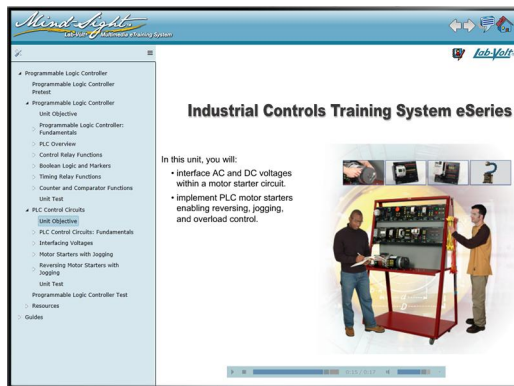 Mind-Sight
Lab-Volt Multimedia eTraining System
Lab-Volt
Programmable Logic Controller
Programmable Logic Controller
Pretest
Programmable Logic Controller
Unit Objective
Programmable Logic Controller:
Fundamentals
PLC Overview
Control Relay Functions
Boolean Logic and Markers
Timing Relay Functions
Counter and Comparator Functions
Unit Test
PLC Control Circuits
Unit Objective
PLC Control Circuits: Fundamentals
Interfacing Voltages
Motor Starters with Jogging
Reversing Motor Starters with
Jogging
Unit Test
Programmable Logic Controller Test
Resources
Guides
Industrial Controls Training System eSeries
In this unit, you will:
• interface AC and DC voltages
within a motor starter circuit.
• implement PLC motor starters
enabling reversing, jogging,
and overload control.
0:15 / 0:17